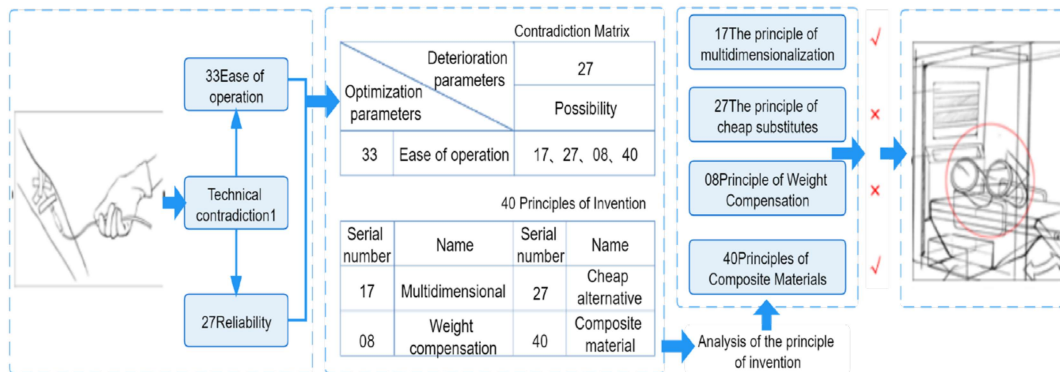 33Ease of
operation
Technical
contradiction1
27Reliability
Contradiction Matrix
Deterioration
parameters
Optimization
parameters
27
Possibility
33 Ease of operation 17、27、08、40
40 Principles of Invention
Serial
number
Name
Serial
number
Name
17 Multidimensional 27 Cheap
alternative
08 Weight
compensation 40 Composite
material
Analysis of the principle
of invention
17The principle of
multidimensionalization
27The principle of
cheap substitutes
08Principle of Weight
Compensation
40Principles of
Composite Materials